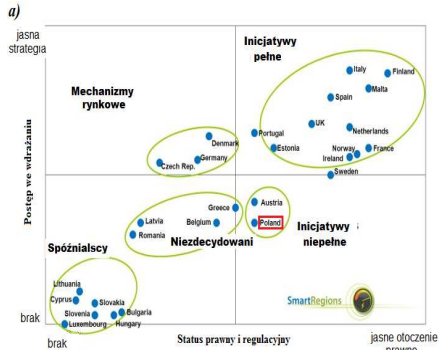 a)
jasna
strategia
Inicjatywy
pełne
Mechanizmy
rynkowe
Italy
Finland
Malta
Spain
UK
Netherlands
Portugal
Denmark
Estonia
Norway
France
Ireland
Germany
Czech Rep.
Sweden
Postęp we wdrażaniu
Austria
Greece
Poland
Latvia
Belgium
Romania
Niezdecydowani
Inicjatywy
niepełne
Spóźnialscy
Lithuania
Cyprus
Slovakia
Slovenia
Bulgaria
Luxembourg
Hungary
SmartRegions
brak
brak
Status prawny i regulacyjny
jasne otoczenie
prawne